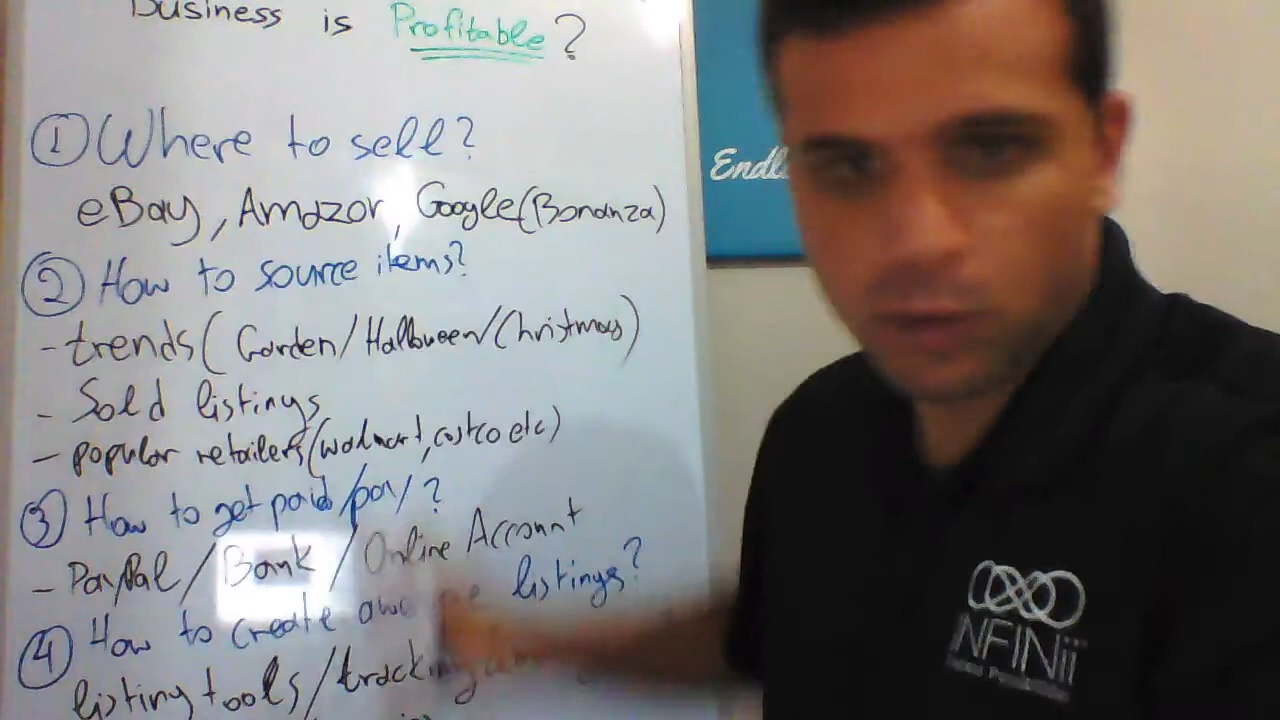 Business is Profitable?
① Where to sell?
eBay, Amazon, Google(Bonanza)
② How to source items?
- trends (Garden/Halloween/Christmas)
- Sold listings
- popular retailers (walmart, costco etc)
③ How to get paid/pay?
- PayPal/Bank/Online Account
④ How to create listings?
listing tools/tracking
Endl
INFINii